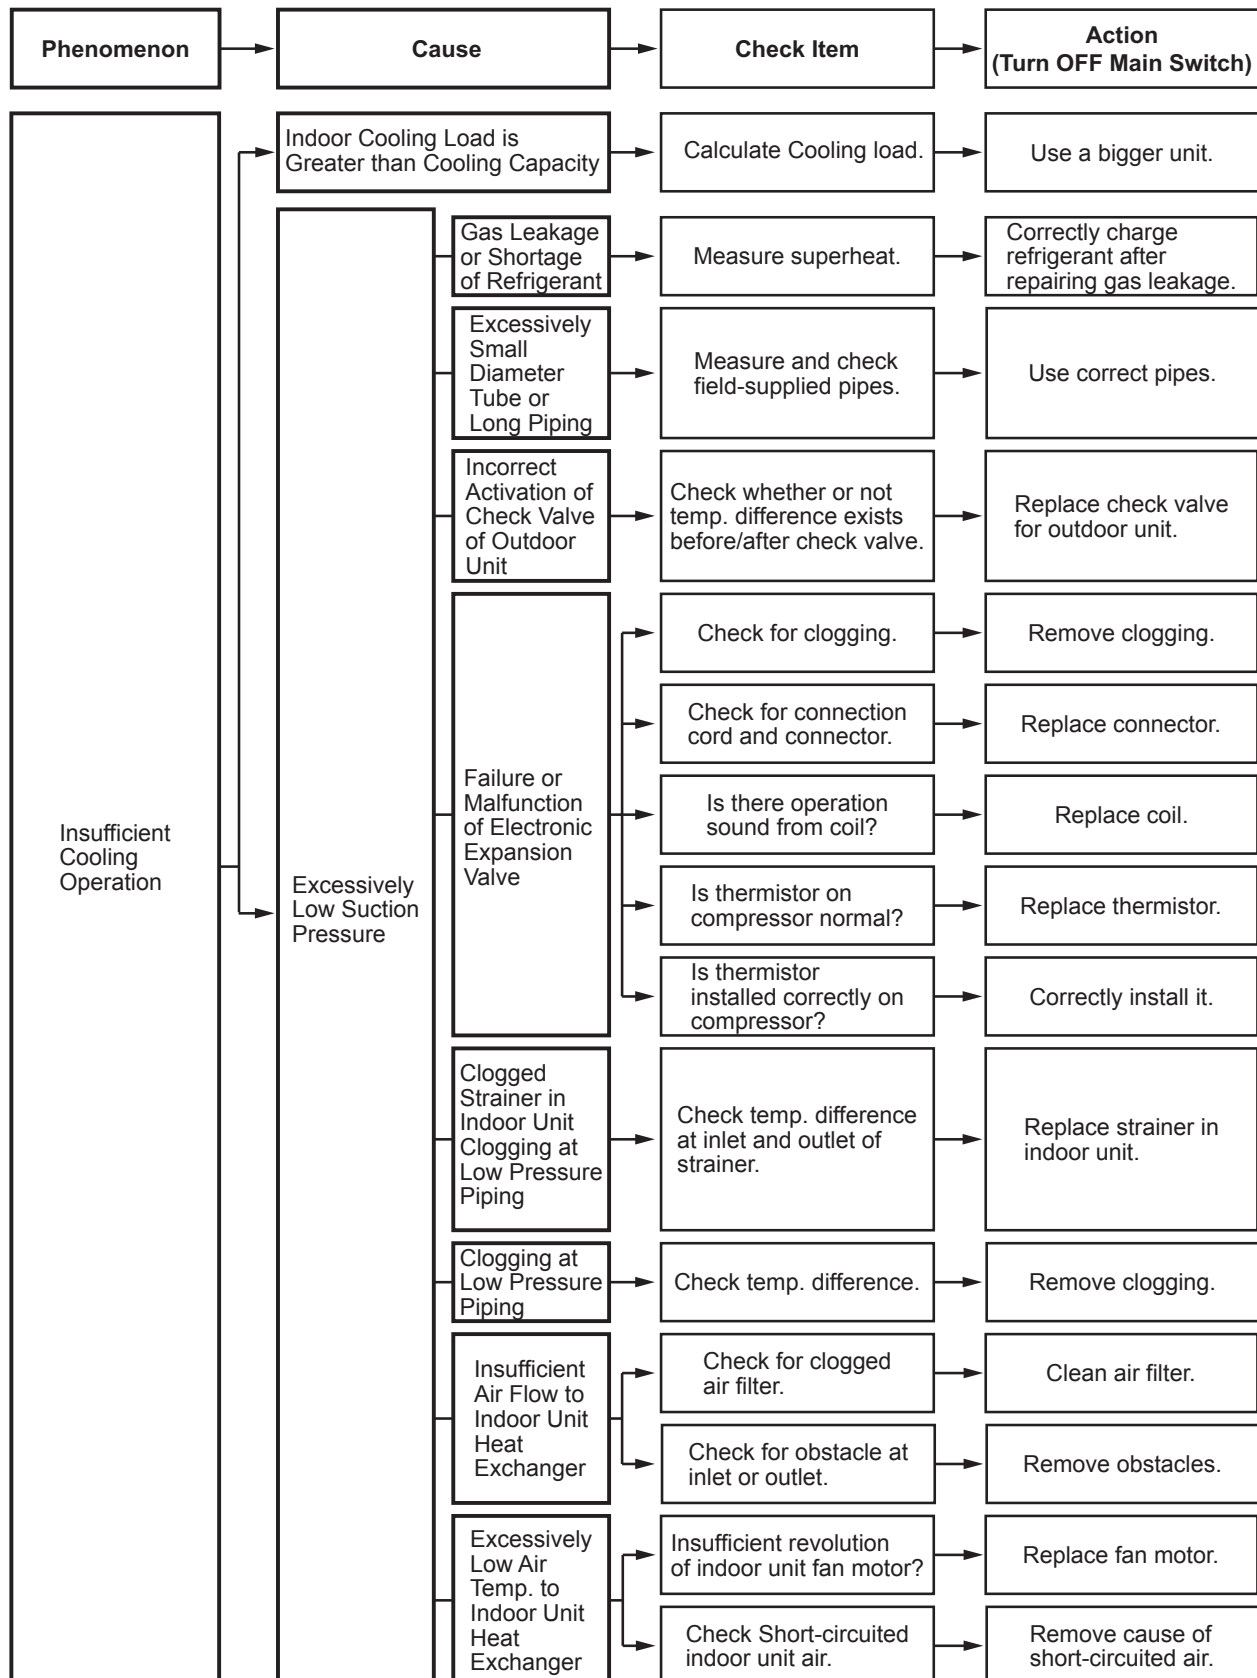 Phenomenon
Cause
Check Item
Action
(Turn OFF Main Switch)
Insufficient
Cooling
Operation
Indoor Cooling Load is
Greater than Cooling Capacity
Calculate Cooling load.
Use a bigger unit.
Excessively
Low Suction
Pressure
Gas Leakage
or Shortage
of Refrigerant
Measure superheat.
Correctly charge
refrigerant after
repairing gas leakage.
Excessively
Small
Diameter
Tube or
Long Piping
Measure and check
field-supplied pipes.
Use correct pipes.
Incorrect
Activation of
Check Valve
of Outdoor
Unit
Check whether or not
temp. difference exists
before/after check valve.
Replace check valve
for outdoor unit.
Failure or
Malfunction
of Electronic
Expansion
Valve
Check for clogging.
Remove clogging.
Check for connection
cord and connector.
Replace connector.
Is there operation
sound from coil?
Replace coil.
Is thermistor on
compressor normal?
Replace thermistor.
Is thermistor
installed correctly on
compressor?
Correctly install it.
Clogged
Strainer in
Indoor Unit
Clogging at
Low Pressure
Piping
Check temp. difference
at inlet and outlet of
strainer.
Replace strainer in
indoor unit.
Clogging at
Low Pressure
Piping
Check temp. difference.
Remove clogging.
Insufficient
Air Flow to
Indoor Unit
Heat
Exchanger
Check for clogged
air filter.
Clean air filter.
Check for obstacle at
inlet or outlet.
Remove obstacles.
Excessively
Low Air
Temp. to
Indoor Unit
Heat
Exchanger
Insufficient revolution
of indoor unit fan motor?
Replace fan motor.
Check Short-circuited
indoor unit air.
Remove cause of
short-circuited air.